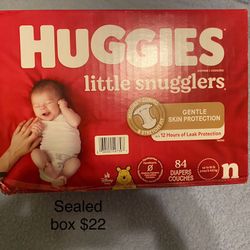 HUGGIES
little snugglers
GENTLE
SKIN PROTECTION
12 Hours of Leak Protection
84
DIAPERS
COUCHES
n
Sealed
box $22